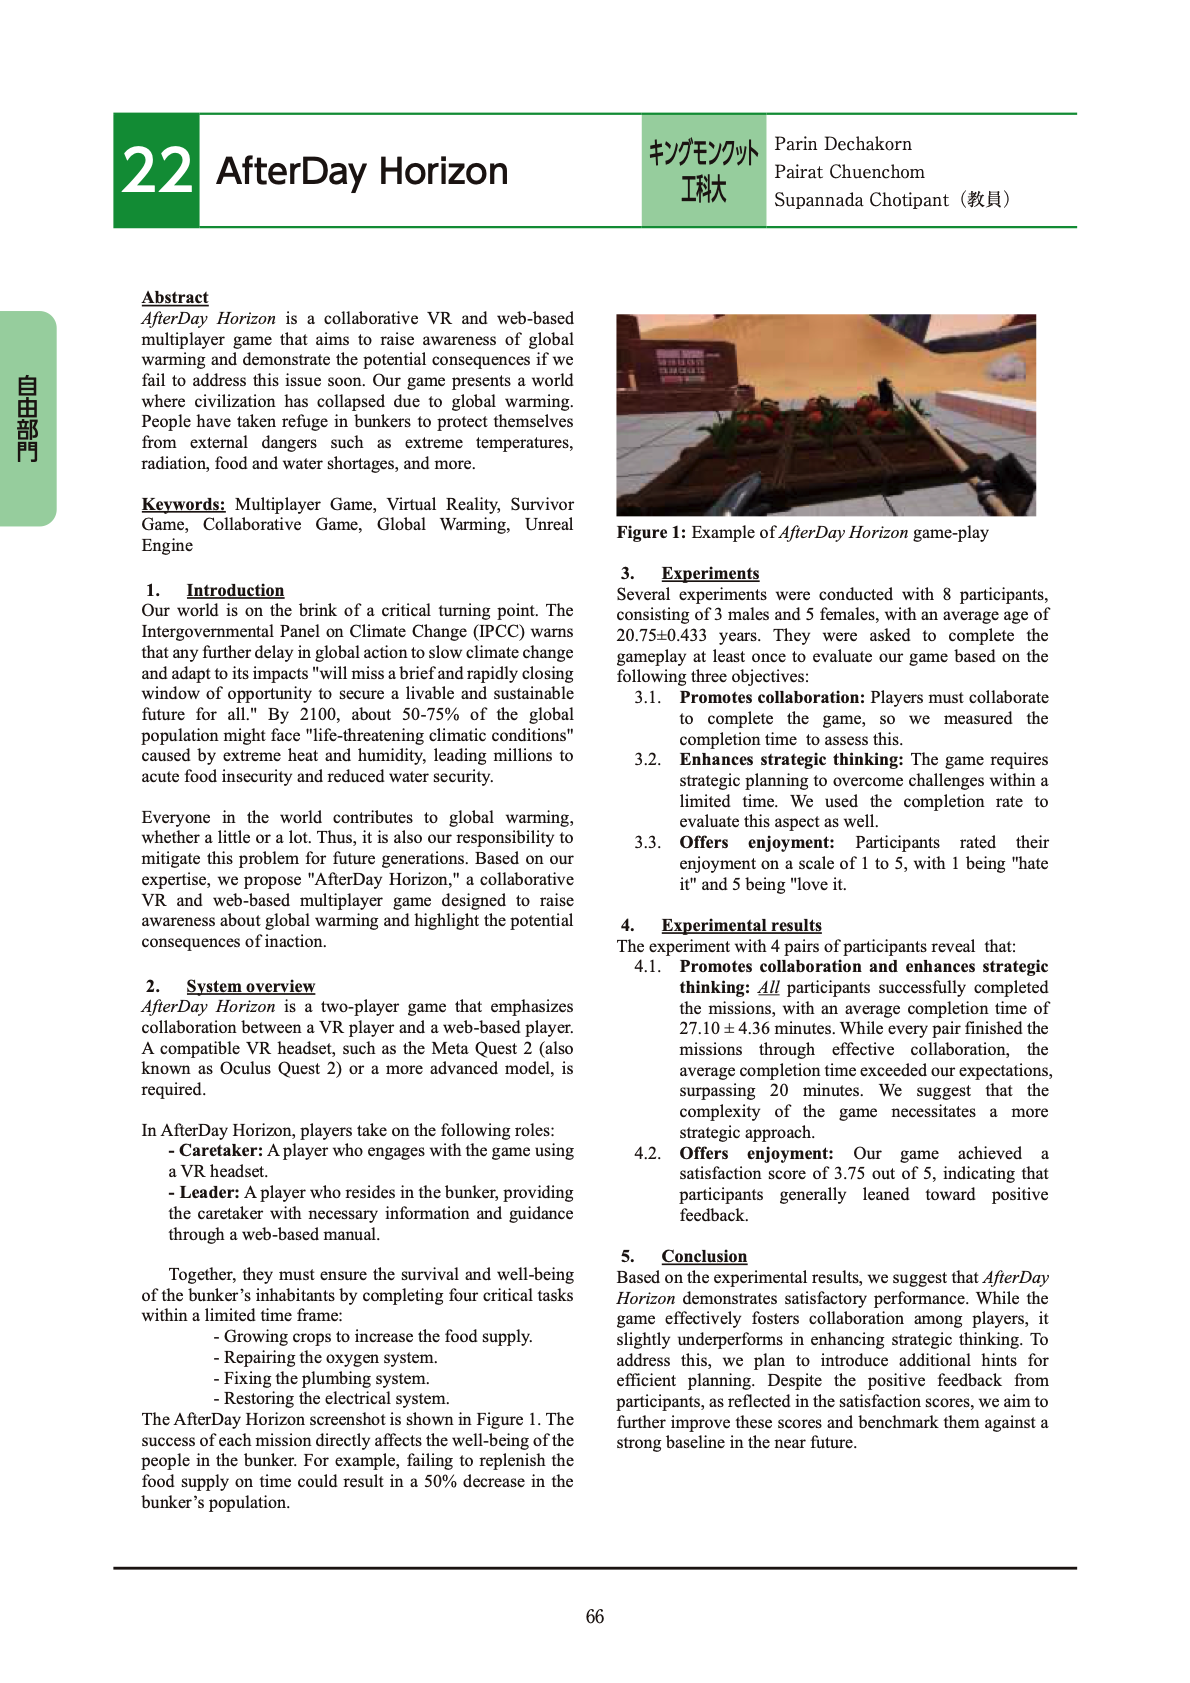 22
AfterDay Horizon
キングモンクット
工科大
Parin Dechakorn
Pairat Chuenchom
Supannada Chotipant（教員）
自由部門
Abstract
AfterDay Horizon is a collaborative VR and web-based
multiplayer game that aims to raise awareness of global
warming and demonstrate the potential consequences if we
fail to address this issue soon. Our game presents a world
where civilization has collapsed due to global warming.
People have taken refuge in bunkers to protect themselves
from external dangers such as extreme temperatures,
radiation, food and water shortages, and more.
Keywords: Multiplayer Game, Virtual Reality, Survivor
Game, Collaborative Game, Global Warming, Unreal
Engine
1. Introduction
Our world is on the brink of a critical turning point. The
Intergovernmental Panel on Climate Change (IPCC) warns
that any further delay in global action to slow climate change
and adapt to its impacts "will miss a brief and rapidly closing
window of opportunity to secure a livable and sustainable
future for all." By 2100, about 50-75% of the global
population might face "life-threatening climatic conditions"
caused by extreme heat and humidity, leading millions to
acute food insecurity and reduced water security.
Everyone in the world contributes to global warming,
whether a little or a lot. Thus, it is also our responsibility to
mitigate this problem for future generations. Based on our
expertise, we propose "AfterDay Horizon," a collaborative
VR and web-based multiplayer game designed to raise
awareness about global warming and highlight the potential
consequences of inaction.
2. System overview
AfterDay Horizon is a two-player game that emphasizes
collaboration between a VR player and a web-based player.
A compatible VR headset, such as the Meta Quest 2 (also
known as Oculus Quest 2) or a more advanced model, is
required.
In AfterDay Horizon, players take on the following roles:
- Caretaker: A player who engages with the game using
a VR headset.
- Leader: A player who resides in the bunker, providing
the caretaker with necessary information and guidance
through a web-based manual.
Together, they must ensure the survival and well-being
of the bunker’s inhabitants by completing four critical tasks
within a limited time frame:
- Growing crops to increase the food supply.
- Repairing the oxygen system.
- Fixing the plumbing system.
- Restoring the electrical system.
The AfterDay Horizon screenshot is shown in Figure 1. The
success of each mission directly affects the well-being of the
people in the bunker. For example, failing to replenish the
food supply on time could result in a 50% decrease in the
bunker’s population.
Figure 1: Example of AfterDay Horizon game-play
3. Experiments
Several experiments were conducted with 8 participants,
consisting of 3 males and 5 females, with an average age of
20.75±0.433 years. They were asked to complete the
gameplay at least once to evaluate our game based on the
following three objectives:
3.1. Promotes collaboration: Players must collaborate
to complete the game, so we measured the
completion time to assess this.
3.2. Enhances strategic thinking: The game requires
strategic planning to overcome challenges within a
limited time. We used the completion rate to
evaluate this aspect as well.
3.3. Offers enjoyment: Participants rated their
enjoyment on a scale of 1 to 5, with 1 being "hate
it" and 5 being "love it.
4. Experimental results
The experiment with 4 pairs of participants reveal that:
4.1. Promotes collaboration and enhances strategic
thinking: All participants successfully completed
the missions, with an average completion time of
27.10 ± 4.36 minutes. While every pair finished the
missions through effective collaboration, the
average completion time exceeded our expectations,
surpassing 20 minutes. We suggest that the
complexity of the game necessitates a more
strategic approach.
4.2. Offers enjoyment: Our game achieved a
satisfaction score of 3.75 out of 5, indicating that
participants generally leaned toward positive
feedback.
5. Conclusion
Based on the experimental results, we suggest that AfterDay
Horizon demonstrates satisfactory performance. While the
game effectively fosters collaboration among players, it
slightly underperforms in enhancing strategic thinking. To
address this, we plan to introduce additional hints for
efficient planning. Despite the positive feedback from
participants, as reflected in the satisfaction scores, we aim to
further improve these scores and benchmark them against a
strong baseline in the near future.
66